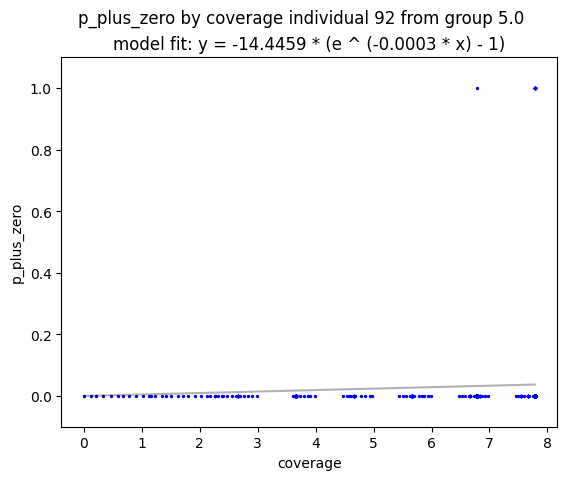 p_plus_zero by coverage individual 92 from group 5.0
model fit: y = -14.4459 * (e ^ (-0.0003 * x) - 1)
1.0
0.8
0.6
0.4
0.2
0.0
p_plus_zero
0 1 2 3 4 5 6 7 8
coverage